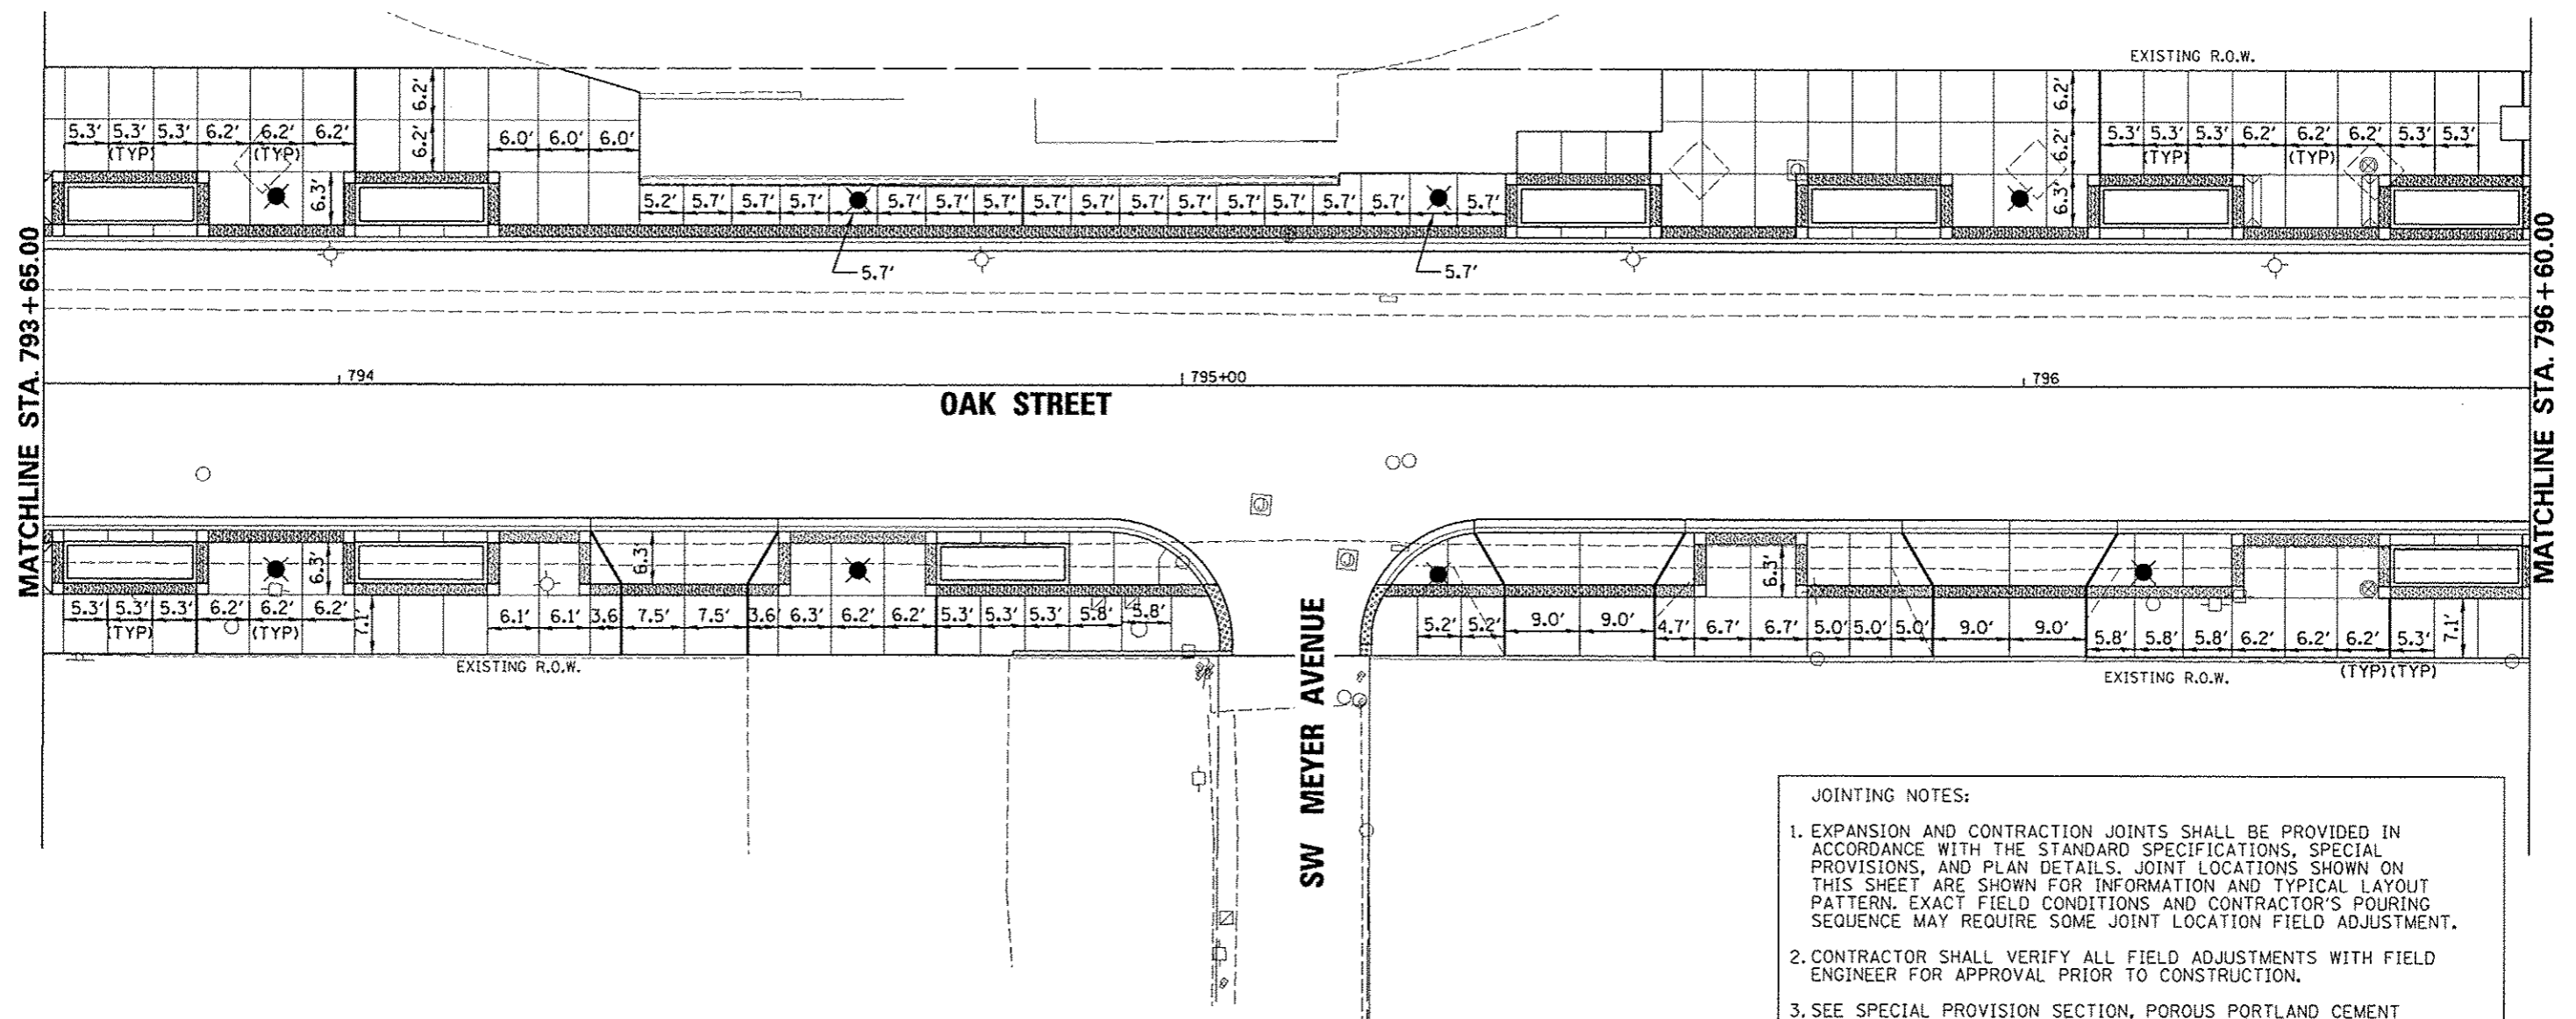 EXISTING R.O.W.
6.2' 6.2'
5.3' 5.3' 5.3' 6.2' 6.2' 6.2'
(TYP) (TYP)
6.0' 6.0' 6.0'
6.2' 6.2'
5.3' 5.3' 5.3' 6.2' 6.2' 6.2' 5.3' 5.3'
(TYP) (TYP)
6.3'
5.2' 5.7' 5.7' 5.7' 5.7' 5.7' 5.7' 5.7' 5.7' 5.7' 5.7' 5.7' 5.7' 5.7' 5.7' 5.7'
6.3'
5.7'
5.7'
MATCHLINE STA. 793+65.00
MATCHLINE STA. 796+60.00
794
795+00
796
OAK STREET
6.3'
6.3'
6.3'
5.3' 5.3' 5.3' 6.2' 6.2' 6.2' 7.1'
(TYP) (TYP)
6.1' 6.1' 3.6 7.5' 7.5' 3.6 6.3' 6.2' 6.2' 5.3' 5.3' 5.3' 5.8' 5.8'
5.2' 5.2' 9.0' 9.0' 4.7' 6.7' 6.7' 5.0' 5.0' 5.0' 9.0' 9.0' 5.8' 5.8' 5.8' 6.2' 6.2' 6.2' 5.3' 7.1'
(TYP) (TYP)
EXISTING R.O.W.
EXISTING R.O.W.
SW MEYER AVENUE
JOINTING NOTES:
1. EXPANSION AND CONTRACTION JOINTS SHALL BE PROVIDED IN
ACCORDANCE WITH THE STANDARD SPECIFICATIONS, SPECIAL
PROVISIONS, AND PLAN DETAILS. JOINT LOCATIONS SHOWN ON
THIS SHEET ARE SHOWN FOR INFORMATION AND TYPICAL LAYOUT
PATTERN. EXACT FIELD CONDITIONS AND CONTRACTOR'S POURING
SEQUENCE MAY REQUIRE SOME JOINT LOCATION FIELD ADJUSTMENT.
2. CONTRACTOR SHALL VERIFY ALL FIELD ADJUSTMENTS WITH FIELD
ENGINEER FOR APPROVAL PRIOR TO CONSTRUCTION.
3. SEE SPECIAL PROVISION SECTION, POROUS PORTLAND CEMENT